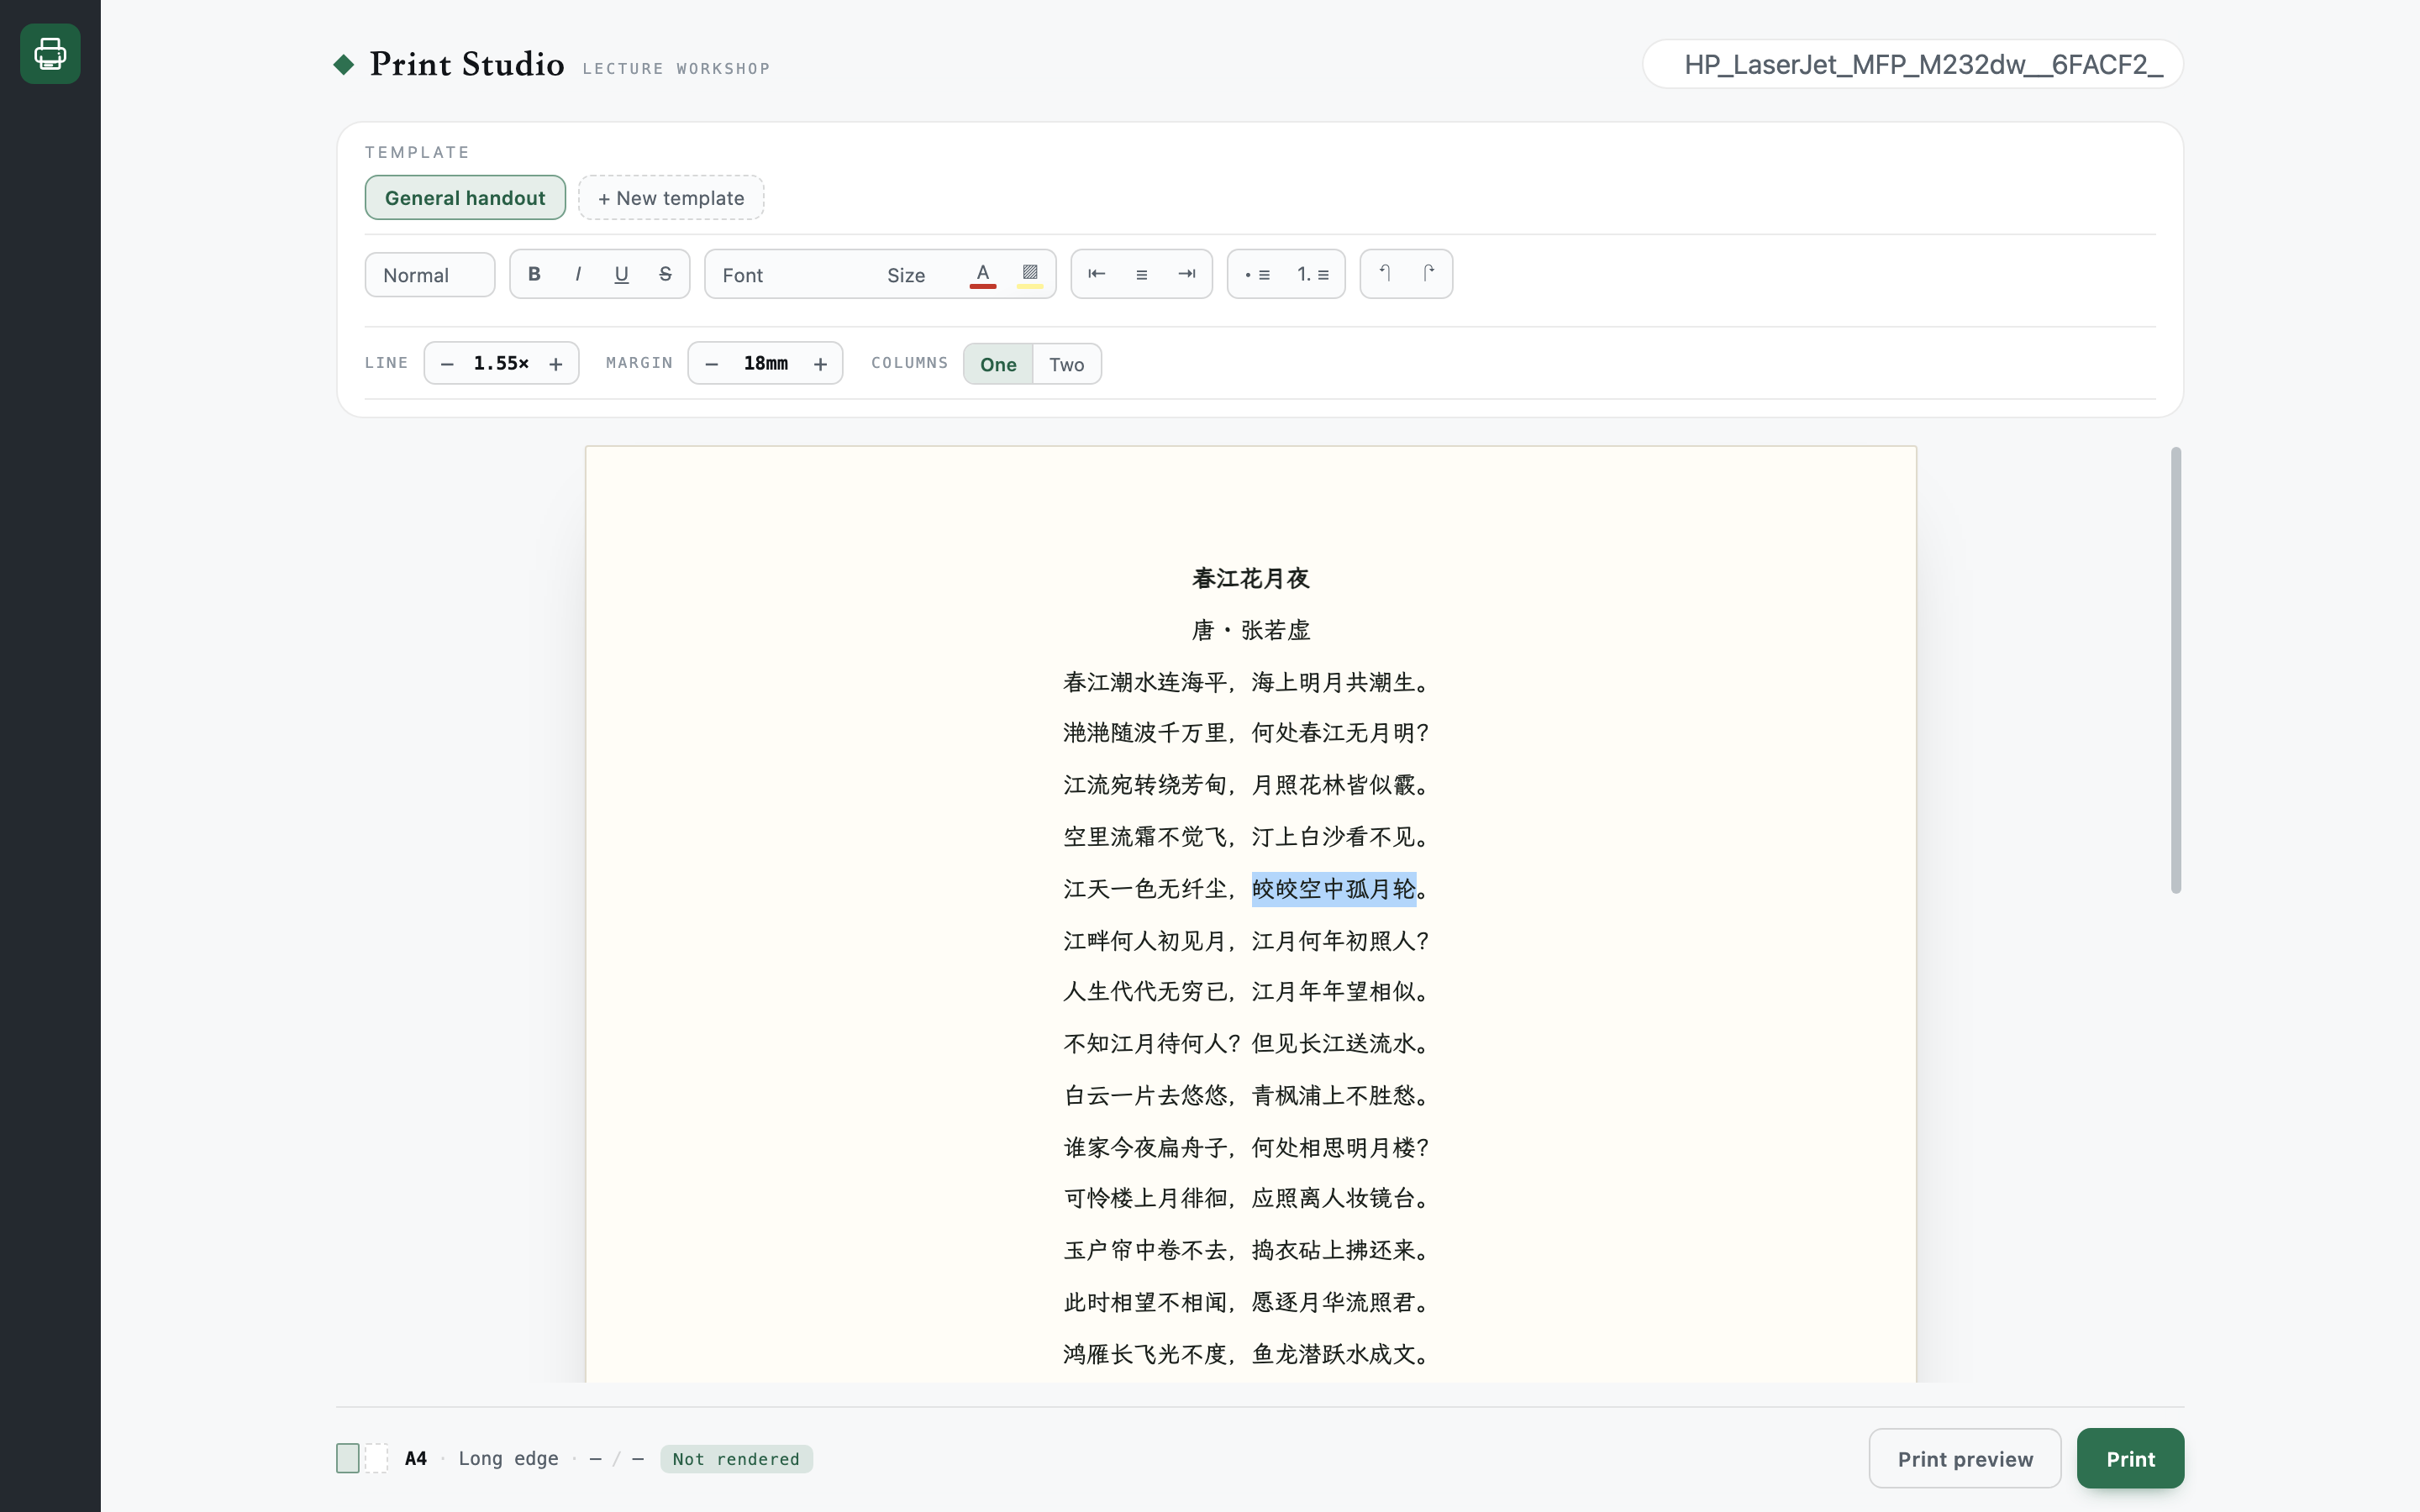 Print Studio LECTURE WORKSHOP
HP_LaserJet_MFP_M232dw__6FACF2_
TEMPLATE
General handout + New template
Normal B I U S Font Size A 1.
LINE − 1.55× + MARGIN − 18mm + COLUMNS One Two
春江花月夜
唐·张若虚
春江潮水连海平，海上明月共潮生。
滟滟随波千万里，何处春江无月明？
江流宛转绕芳甸，月照花林皆似霰。
空里流霜不觉飞，汀上白沙看不见。
江天一色无纤尘，皎皎空中孤月轮。
江畔何人初见月，江月何年初照人？
人生代代无穷已，江月年年望相似。
不知江月待何人？但见长江送流水。
白云一片去悠悠，青枫浦上不胜愁。
谁家今夜扁舟子，何处相思明月楼？
可怜楼上月徘徊，应照离人妆镜台。
玉户帘中卷不去，捣衣砧上拂还来。
此时相望不相闻，愿逐月华流照君。
鸿雁长飞光不度，鱼龙潜跃水成文。
A4 · Long edge · – / – Not rendered Print preview Print